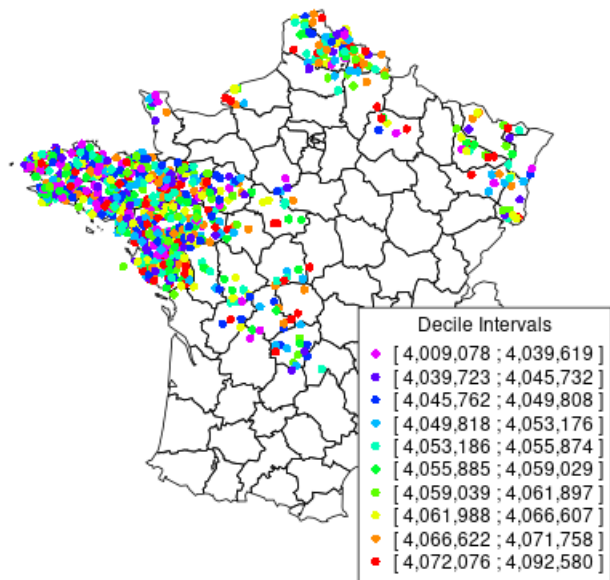 Decile Intervals
[ 4,009,078 ; 4,039,619 ]
[ 4,039,723 ; 4,045,732 ]
[ 4,045,762 ; 4,049,808 ]
[ 4,049,818 ; 4,053,176 ]
[ 4,053,186 ; 4,055,874 ]
[ 4,055,885 ; 4,059,029 ]
[ 4,059,039 ; 4,061,897 ]
[ 4,061,988 ; 4,066,607 ]
[ 4,066,622 ; 4,071,758 ]
[ 4,072,076 ; 4,092,580 ]